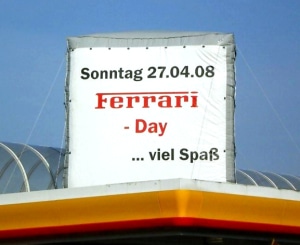 Sonntag 27.04.08
Ferrari
- Day
... viel Spaß